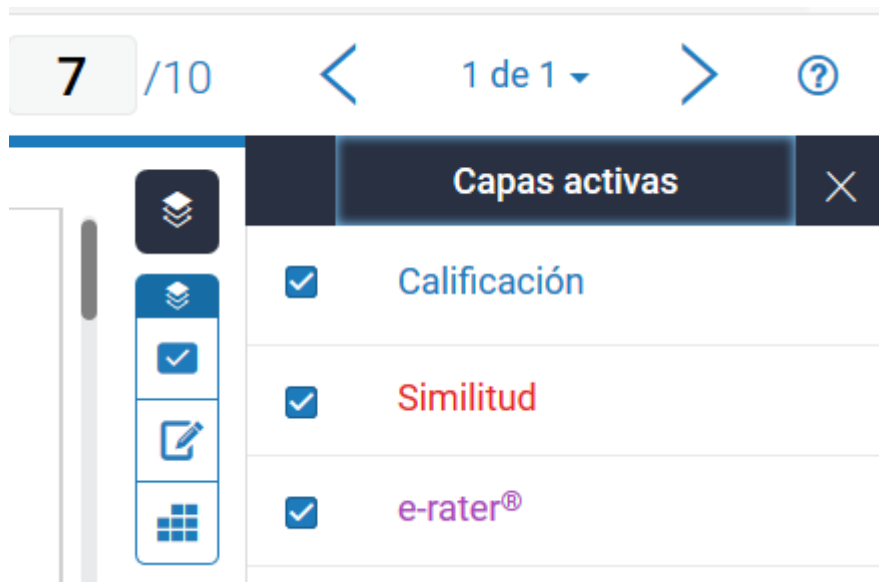 7 /10 1 de 1
Capas activas
Calificación
Similitud
e-rater®